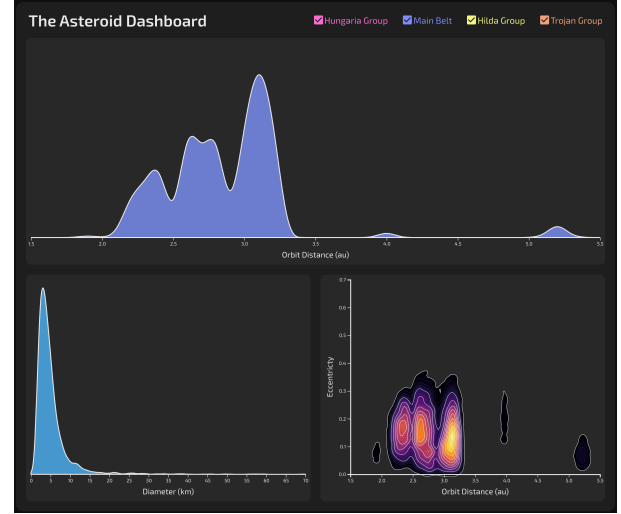 The Asteroid Dashboard
Hungaria Group Main Belt Hilda Group Trojan Group
1.5 2.0 2.5 3.0 3.5 4.0 4.5 5.0 5.5
Orbit Distance (au)
0 5 10 15 20 25 30 35 40 45 50 55 60 65 70
Diameter (km)
0.7
0.6
0.5
0.4
0.3
0.2
0.1
0.0
Eccentricty
1.5 2.0 2.5 3.0 3.5 4.0 4.5 5.0 5.5
Orbit Distance (au)